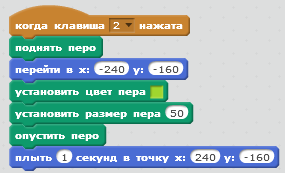 когда клавиша 2 нажата
поднять перо
перейти в x: -240 y: -160
установить цвет пера
установить размер пера 50
опустить перо
плыть 1 секунд в точку x: 240 y: -160